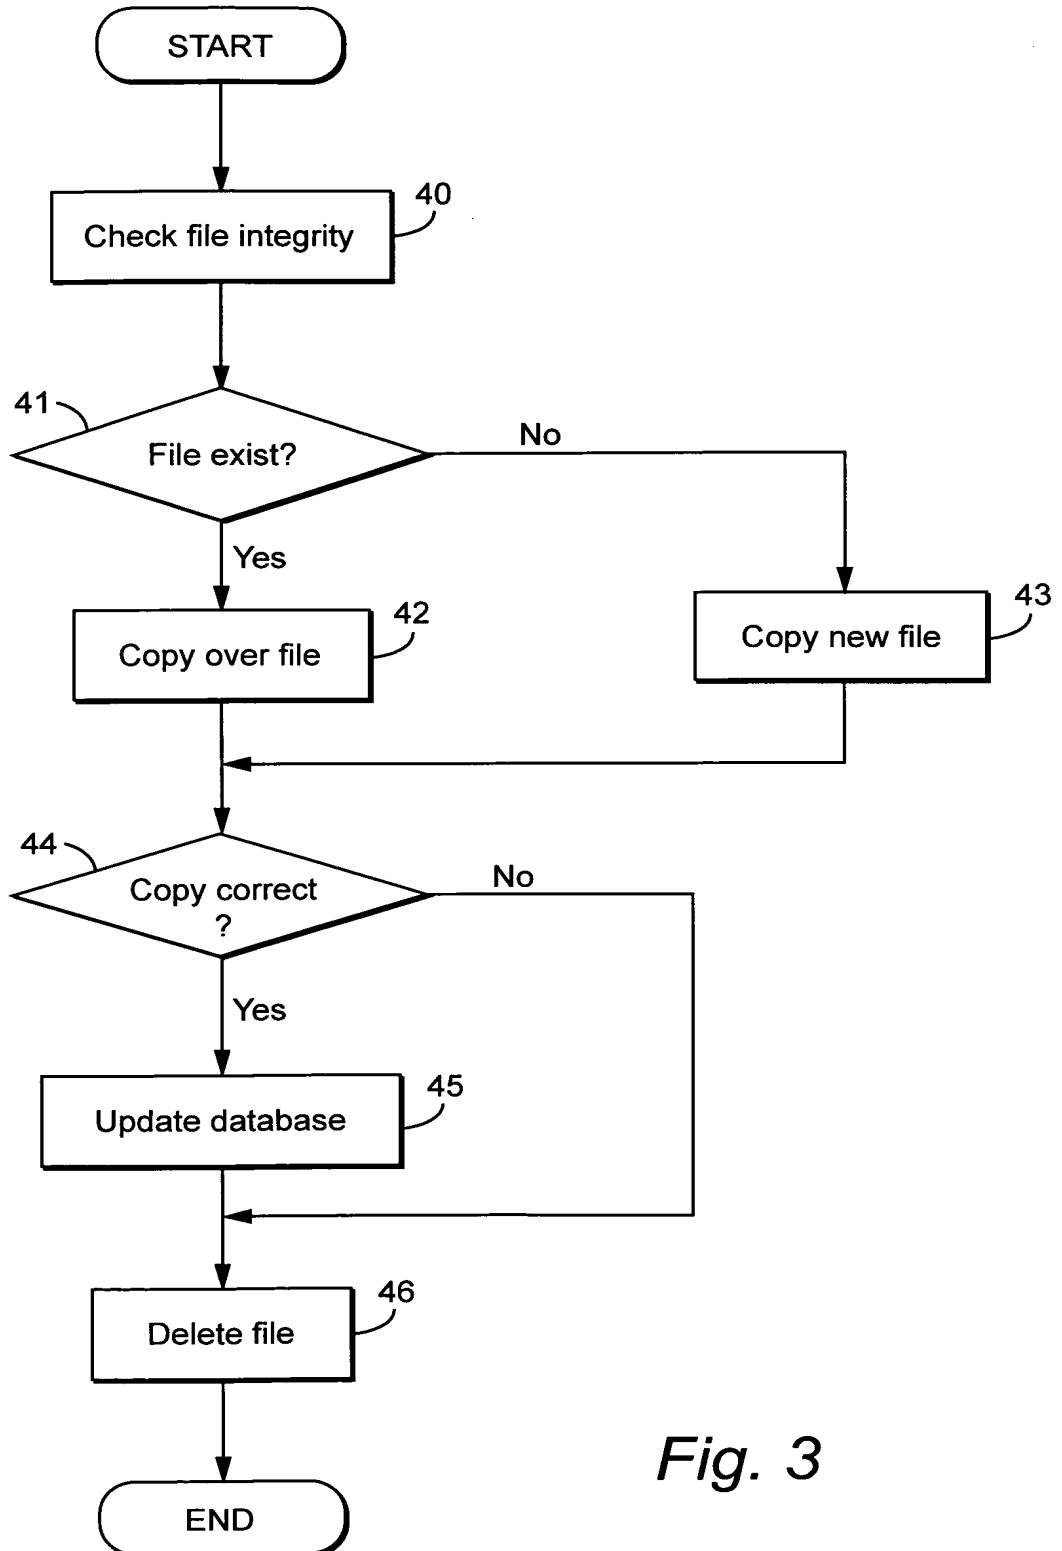 START
40
Check file integrity
41
File exist?
No
Yes
42
Copy over file
43
Copy new file
44
Copy correct
?
No
Yes
45
Update database
46
Delete file
END
Fig. 3